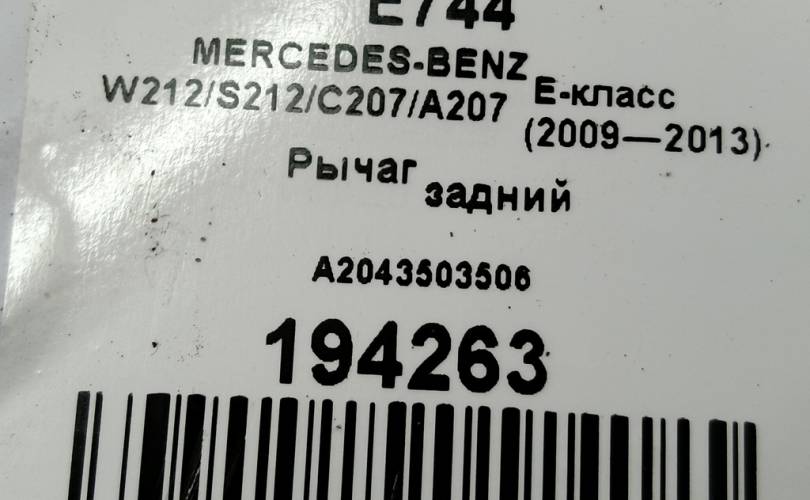 E744
MERCEDES-BENZ E-класс
W212/S212/C207/A207 (2009—2013)
Рычаг задний
A2043503506
194263